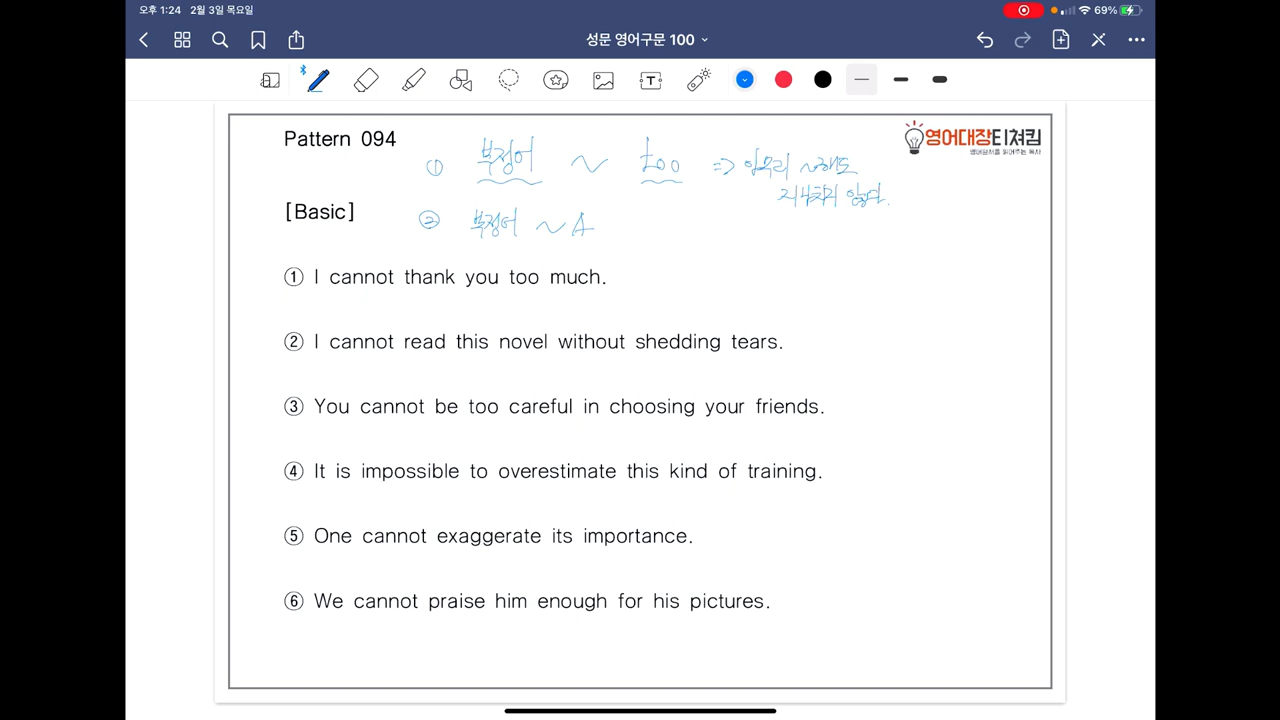 오후 1:24 2월 3일 목요일
69%
성문 영어구문 100
Pattern 094
영어대장티쳐킴
① 부정어 ~ too => 아무리 ~해도
지나치지 않다.
[Basic]
② 부정어 ~ A
① I cannot thank you too much.
② I cannot read this novel without shedding tears.
③ You cannot be too careful in choosing your friends.
④ It is impossible to overestimate this kind of training.
⑤ One cannot exaggerate its importance.
⑥ We cannot praise him enough for his pictures.